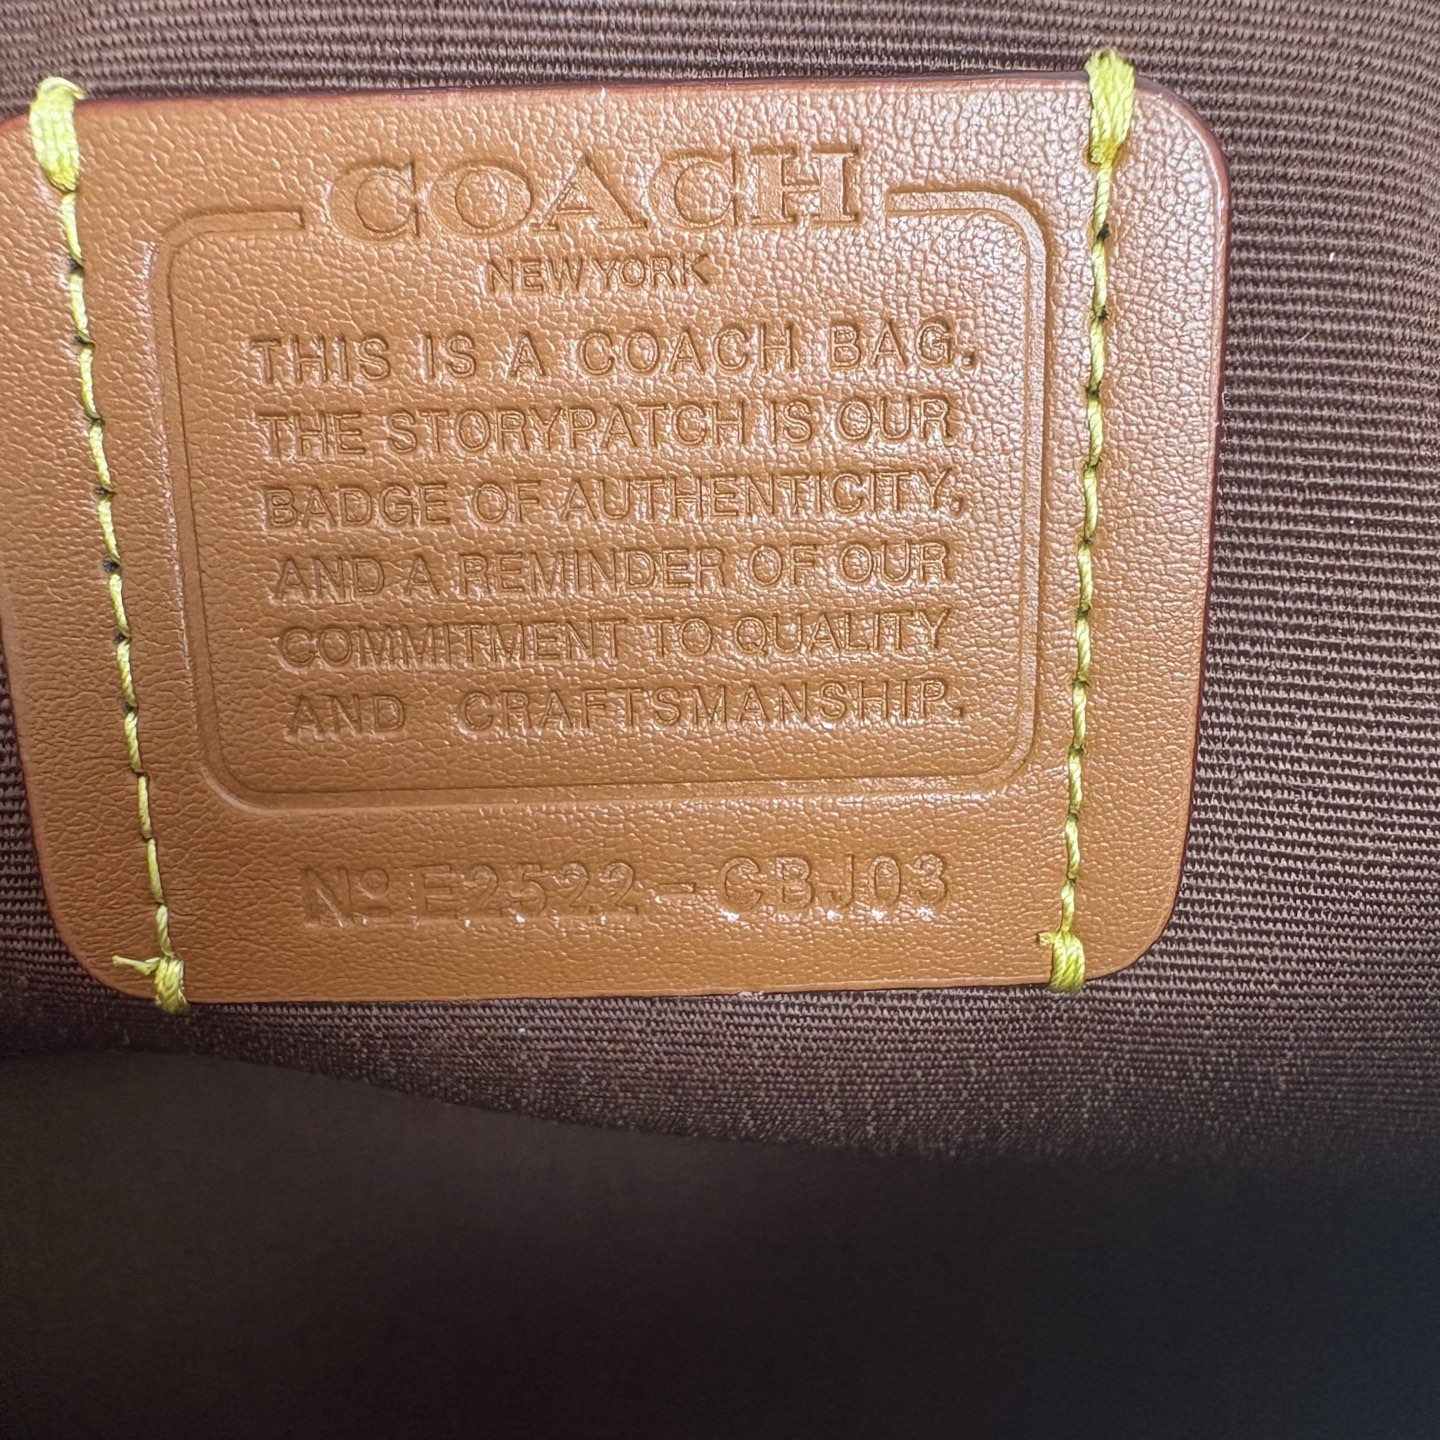 COACH
NEW YORK
THIS IS A COACH BAG.
THE STORYPATCH IS OUR
BADGE OF AUTHENTICITY,
AND A REMINDER OF OUR
COMMITMENT TO QUALITY
AND CRAFTSMANSHIP.
Nº E2522-CBJ03